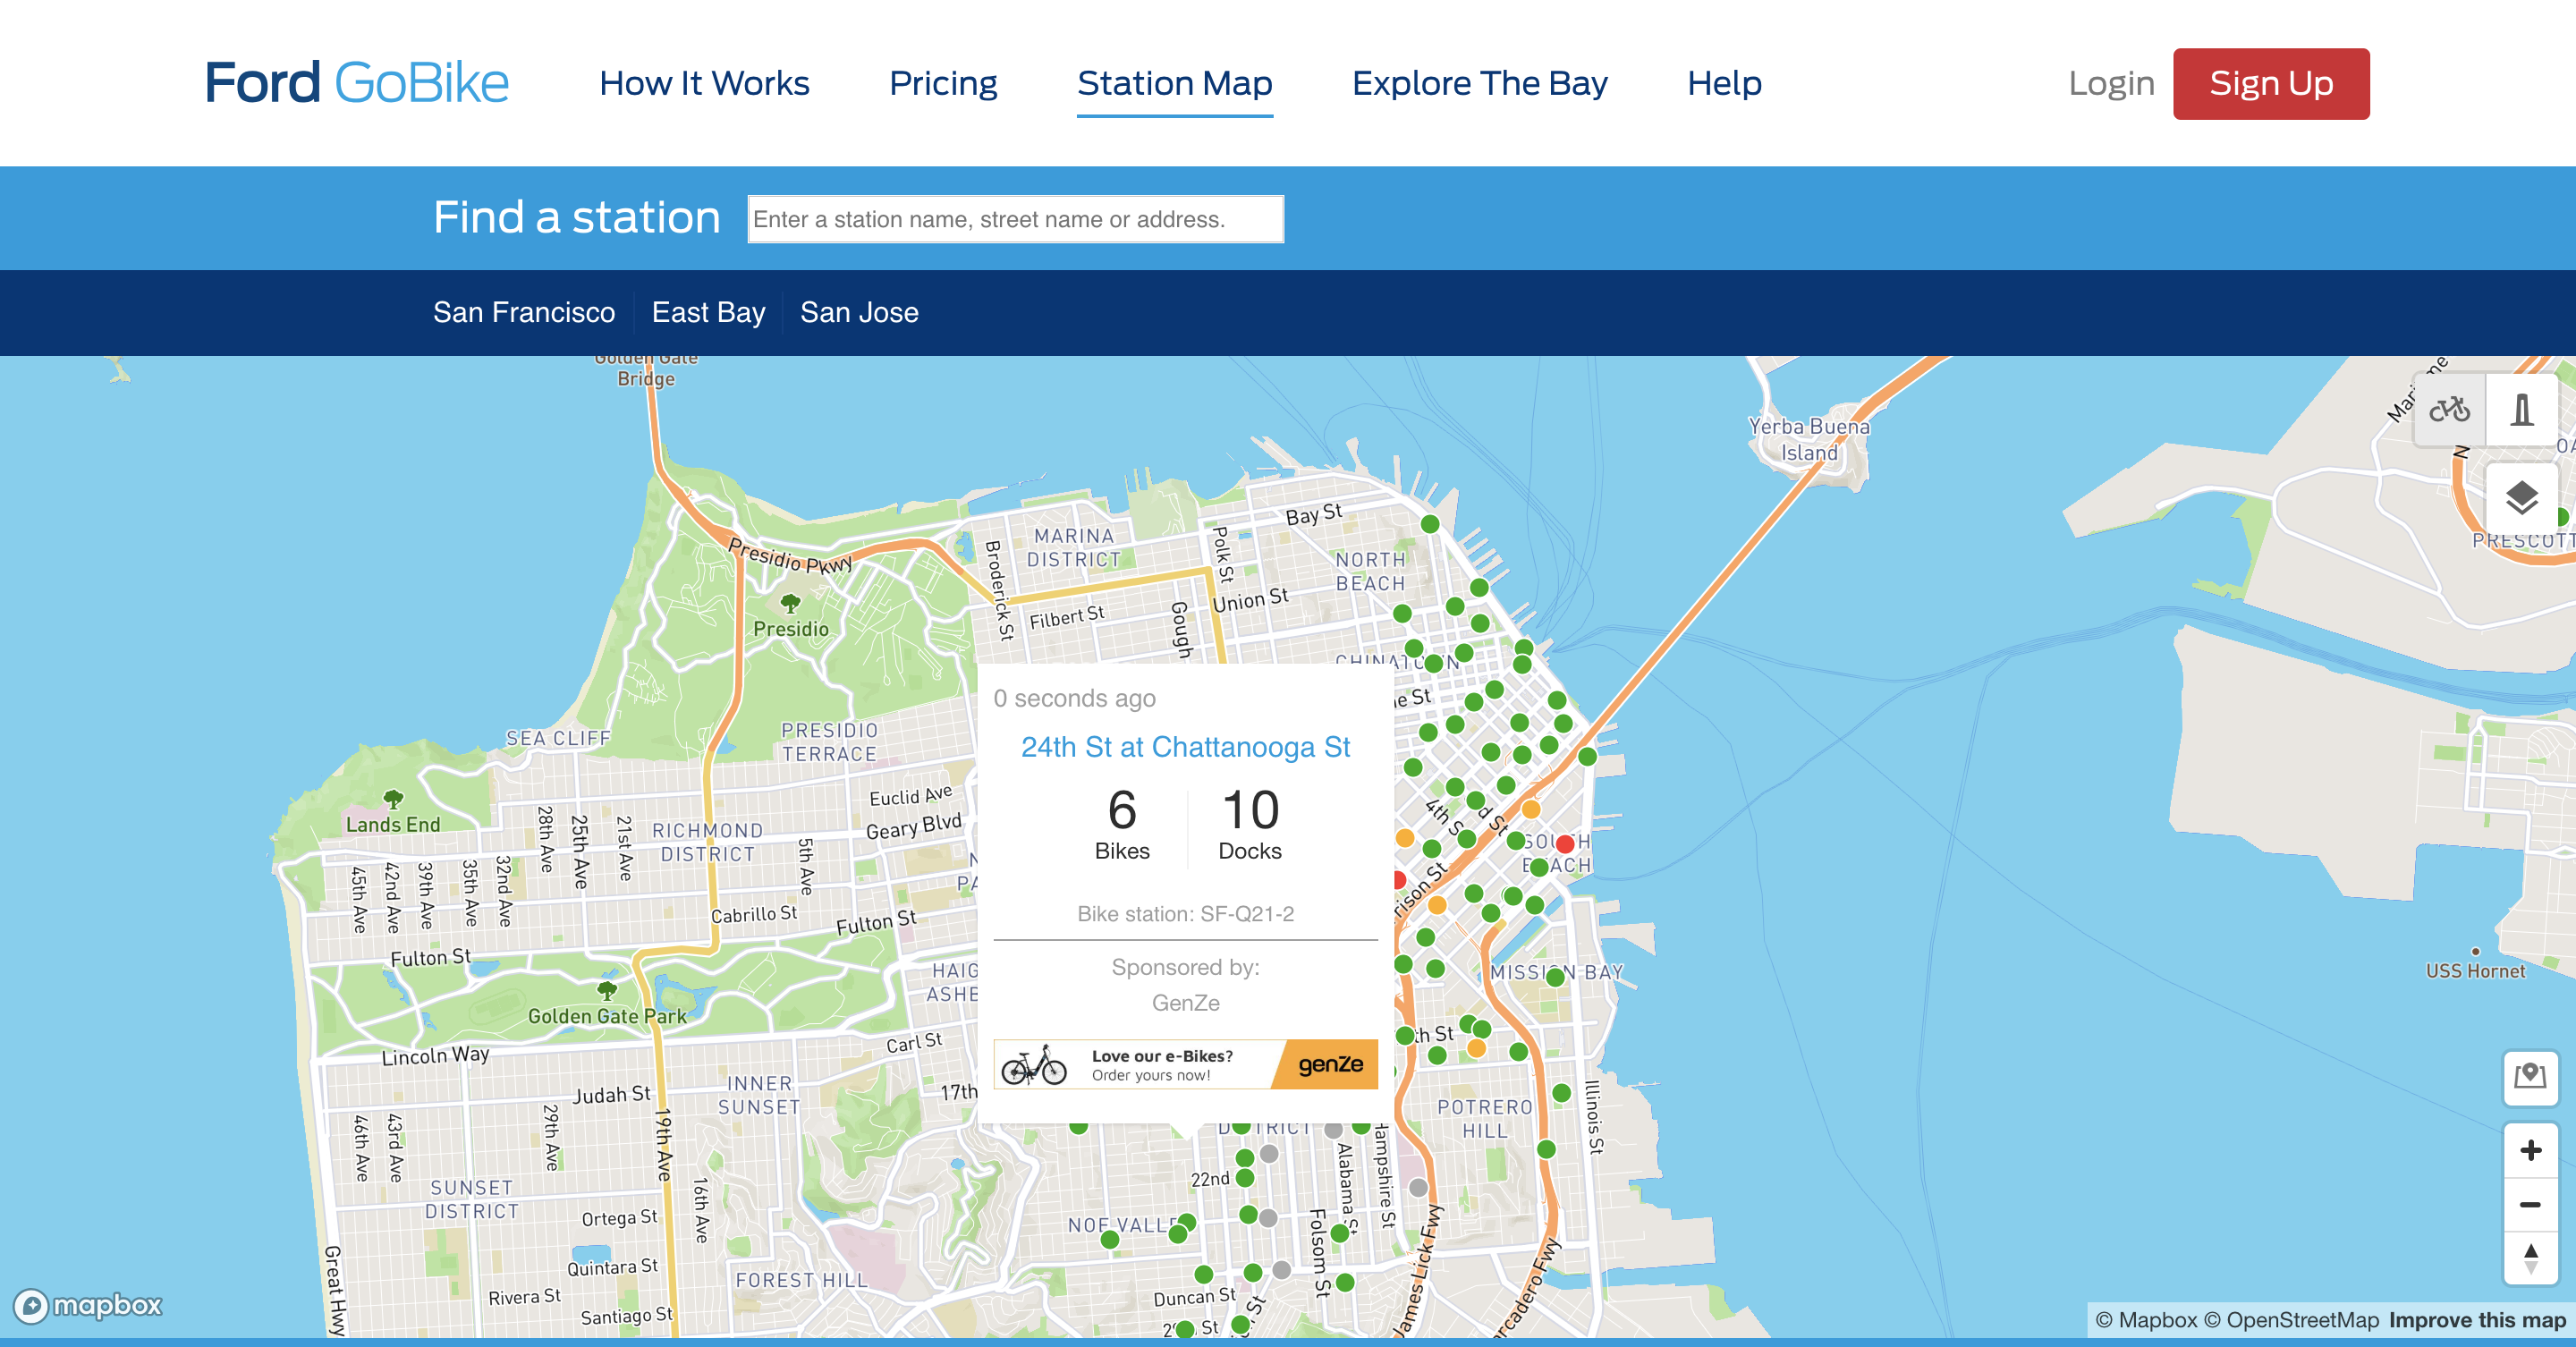 Ford GoBike
How It Works
Pricing
Station Map
Explore The Bay
Help
Login
Sign Up
Find a station
Enter a station name, street name or address.
San Francisco
East Bay
San Jose
Golden Gate
Bridge
Yerba Buena
Island
PRESCOTT
Bay St
MARINA
DISTRICT
Polk St
NORTH
BEACH
Presidio Pkwy
Broderick St
Union St
Filbert St
Gough
Presidio
0 seconds ago
24th St at Chattanooga St
6
Bikes
10
Docks
Bike station: SF-Q21-2
Sponsored by:
GenZe
Love our e-Bikes?
Order yours now!
genZe
SEA CLIFF
PRESIDIO
TERRACE
Euclid Ave
Geary Blvd
Lands End
RICHMOND
DISTRICT
28th Ave
25th Ave
21st Ave
5th Ave
45th Ave
42nd Ave
39th Ave
35th Ave
32nd Ave
Cabrillo St
Fulton St
Fulton St
MISSION BAY
USS Hornet
Golden Gate Park
Lincoln Way
Carl St
Judah St
INNER
SUNSET
17th
46th Ave
43rd Ave
29th Ave
19th Ave
16th Ave
POTRERO
HILL
Illinois St
Alabama St
Hampshire St
22nd
SUNSET
DISTRICT
Ortega St
Folsom St
James Lick Fwy
Great Hwy
Quintara St
FOREST HILL
Rivera St
Santiago St
Duncan St
mapbox
© Mapbox © OpenStreetMap Improve this map